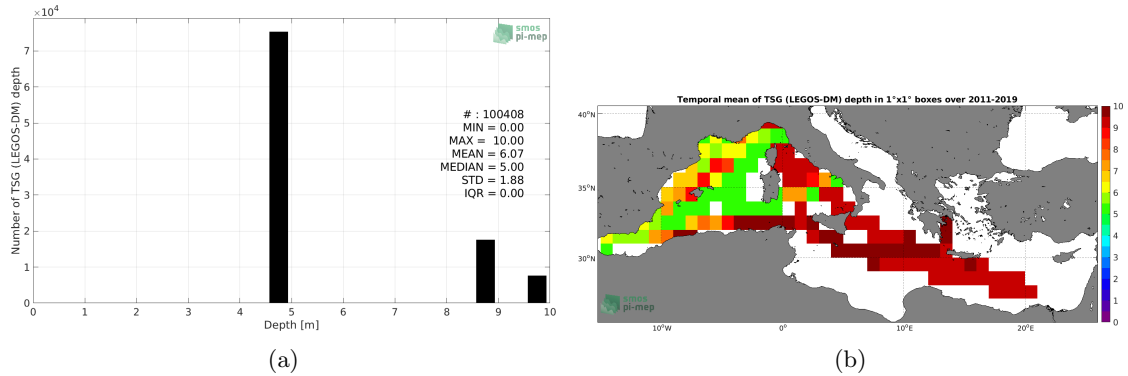 ×10⁴
smos
pi-mep
Number of TSG (LEGOS-DM) depth
7
6
5
4
3
2
1
0
# : 100408
MIN = 0.00
MAX = 10.00
MEAN = 6.07
MEDIAN = 5.00
STD = 1.88
IQR = 0.00
0 1 2 3 4 5 6 7 8 9 10
Depth [m]
(a)
Temporal mean of TSG (LEGOS-DM) depth in 1°x1° boxes over 2011-2019
40°N
35°N
30°N
10°W 0° 10°E 20°E
10
9
8
7
6
5
4
3
2
1
0
smos
pi-mep
(b)